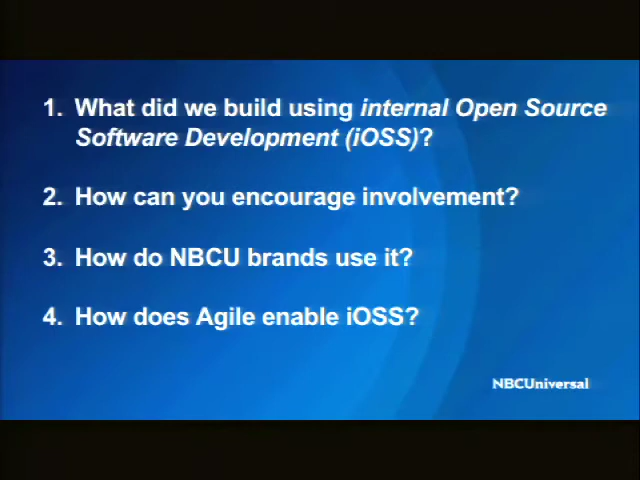 1. What did we build using internal Open Source
Software Development (iOSS)?
2. How can you encourage involvement?
3. How do NBCU brands use it?
4. How does Agile enable iOSS?
NBCUniversal